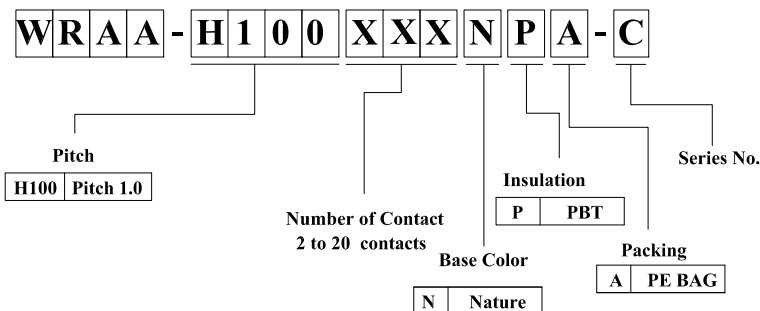 WRAA-H100XXXNPA-C
Pitch
H100 Pitch 1.0
Number of Contact
2 to 20 contacts
Base Color
N Nature
Insulation
P PBT
Packing
A PE BAG
Series No.